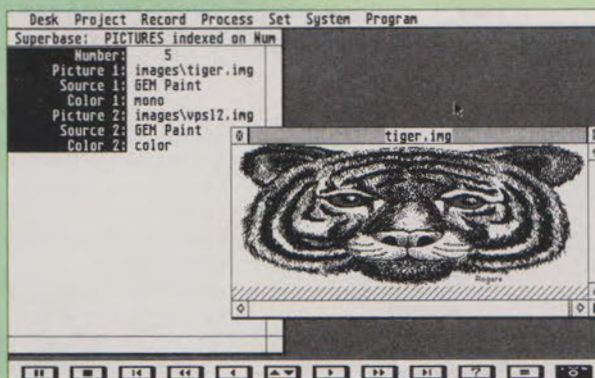 Desk Project Record Process Set System Program
Superbase: PICTURES indexed on Num
Number: 5
Picture 1: images\tiger.img
Source 1: GEM Paint
Color 1: mono
Picture 2: images\vpsl2.img
Source 2: GEM Paint
Color 2: color
tiger.img
Rogers
?
=